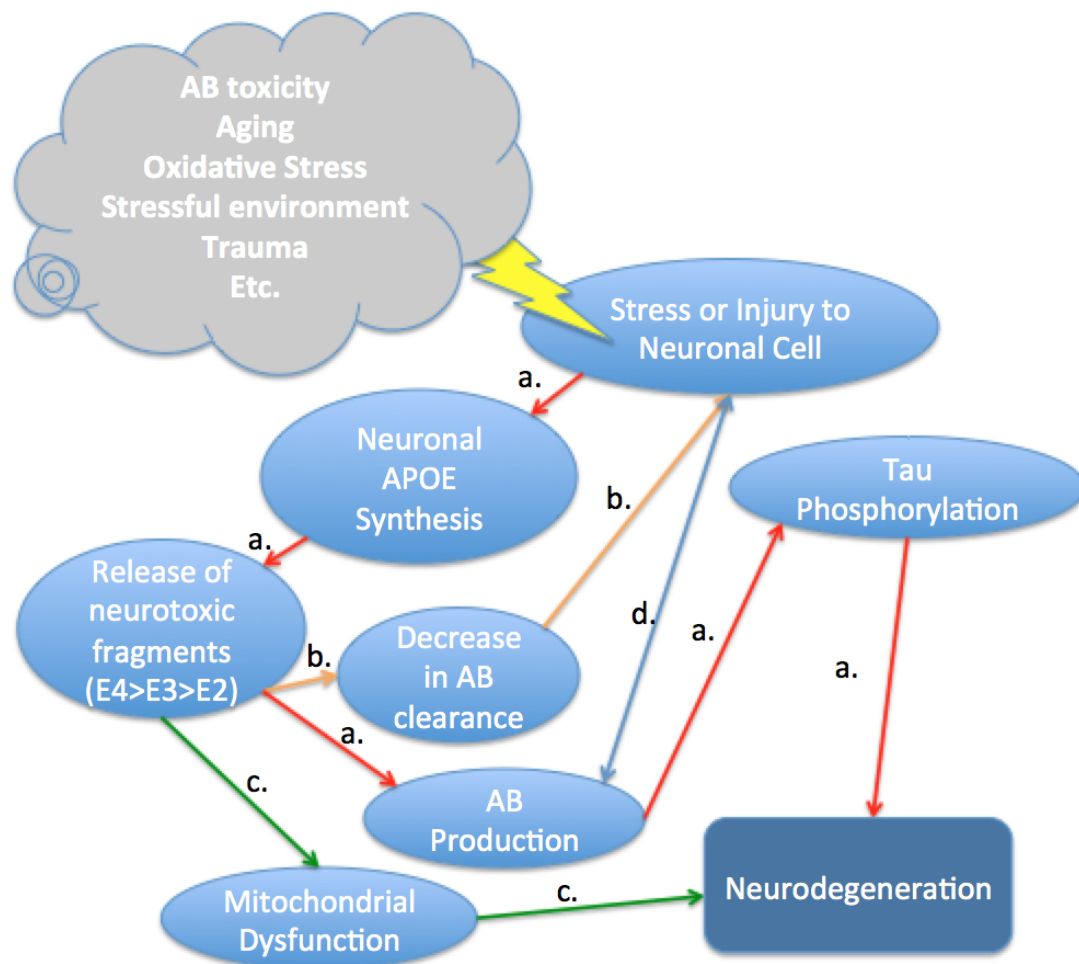 AB toxicity
Aging
Oxidative Stress
Stressful environment
Trauma
Etc.
Stress or Injury to
Neuronal Cell
a.
Neuronal
APOE
Synthesis
Tau
Phosphorylation
b.
a.
Release of
neurotoxic
fragments
(E4>E3>E2)
Decrease
in AB
clearance
b.
d.
a.
a.
a.
c.
AB
Production
Mitochondrial
Dysfunction
c.
Neurodegeneration